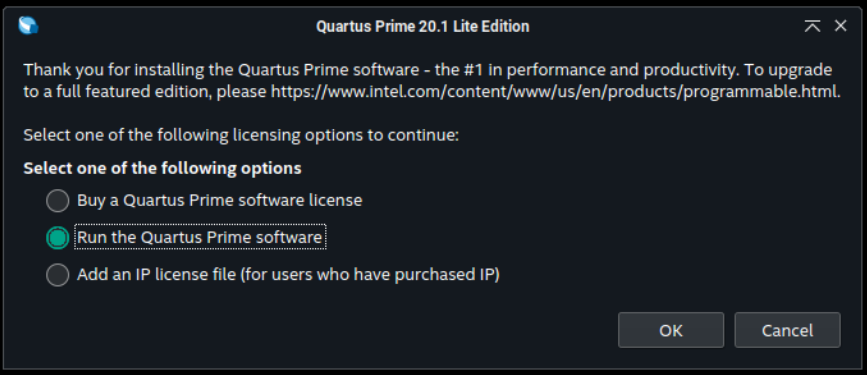 Quartus Prime 20.1 Lite Edition
Thank you for installing the Quartus Prime software - the #1 in performance and productivity. To upgrade
to a full featured edition, please https://www.intel.com/content/www/us/en/products/programmable.html.
Select one of the following licensing options to continue:
Select one of the following options
Buy a Quartus Prime software license
Run the Quartus Prime software
Add an IP license file (for users who have purchased IP)
OK Cancel